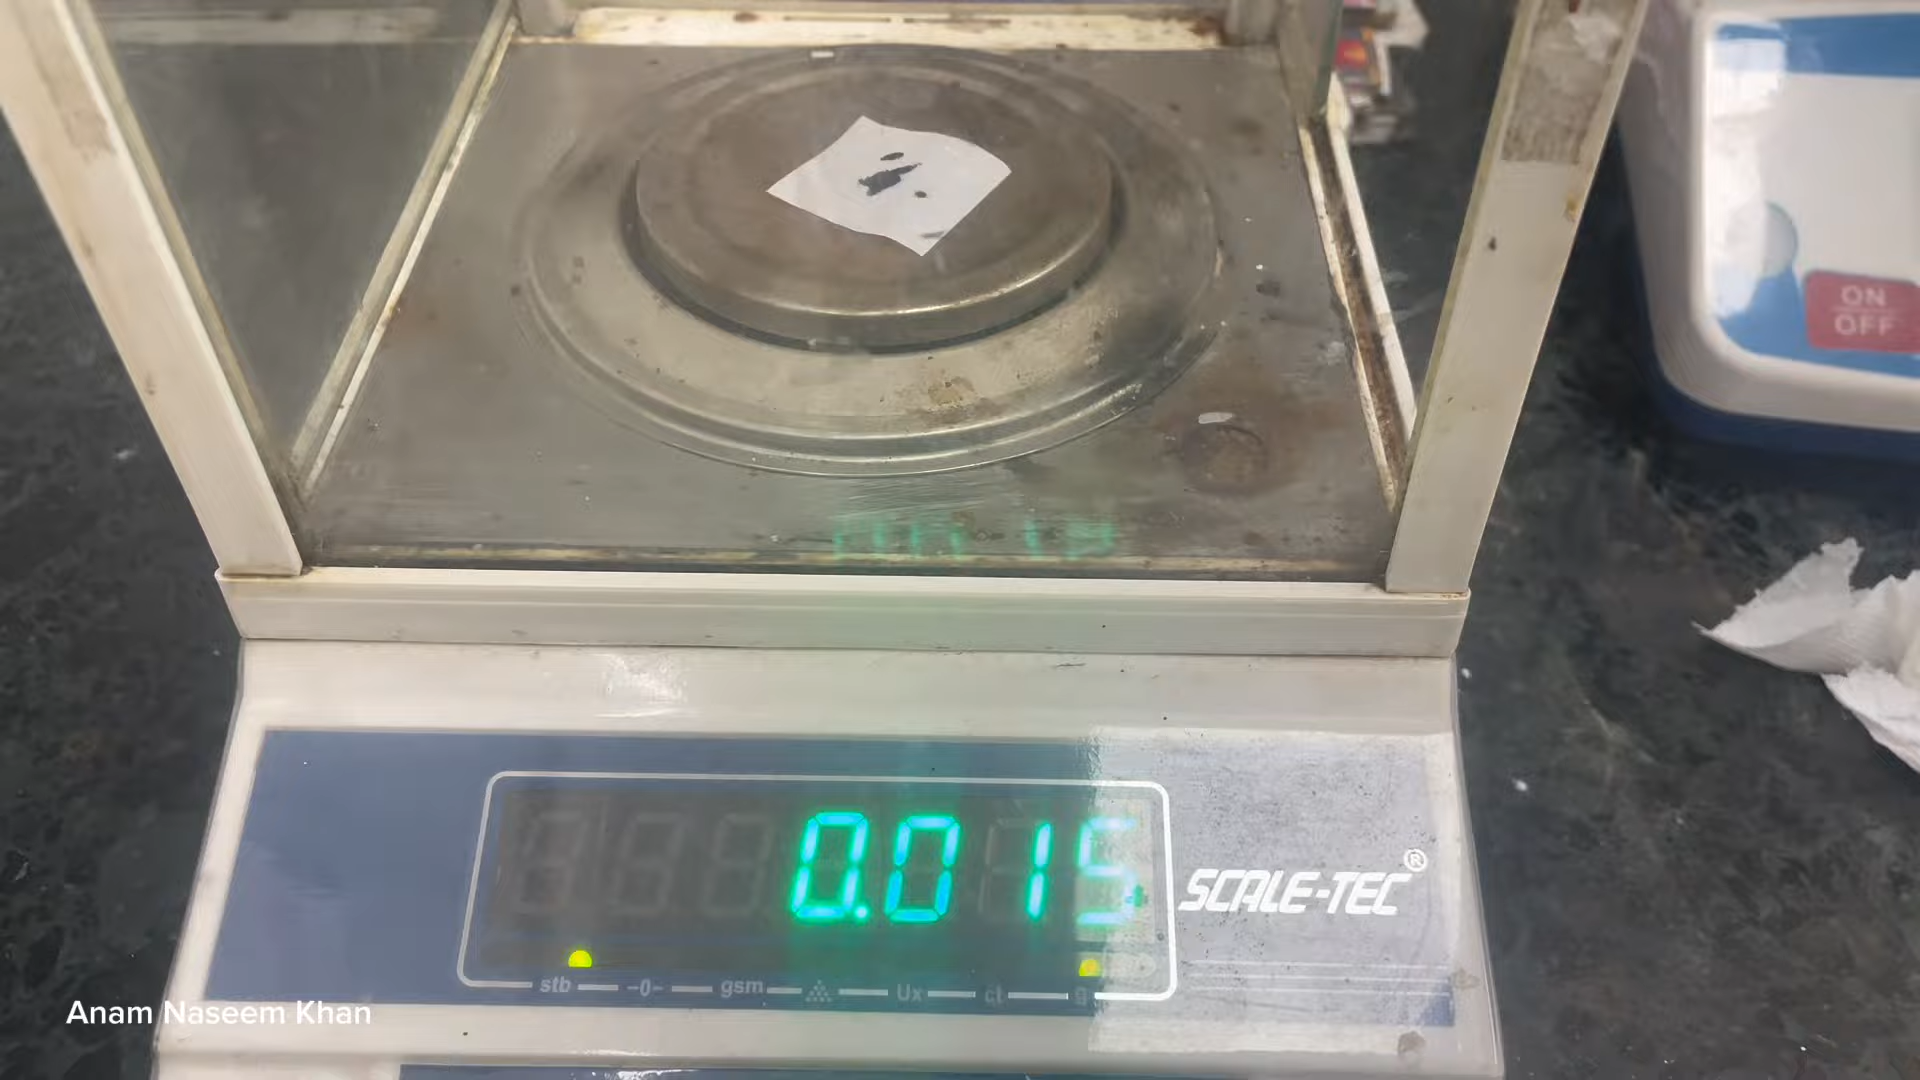 ON
OFF
0.015
SCALE-TEC®
stb -0- gsm Ux ct g
Anam Naseem Khan